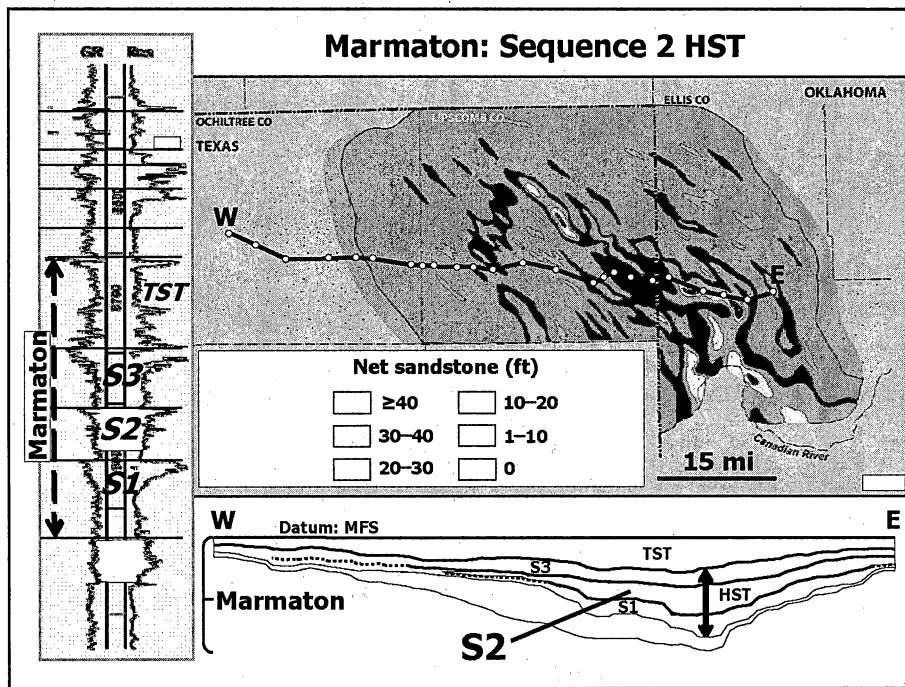 Marmaton: Sequence 2 HST
GR
Res
OCHILTREE CO
LIPSCOMB CO
ELLIS CO
OKLAHOMA
TEXAS
W
E
TST
S3
S2
S1
Marmaton
Net sandstone (ft)
≥40
10–20
30–40
1–10
20–30
0
15 mi
Canadian River
W
Datum: MFS
E
TST
S3
HST
S1
Marmaton
S2